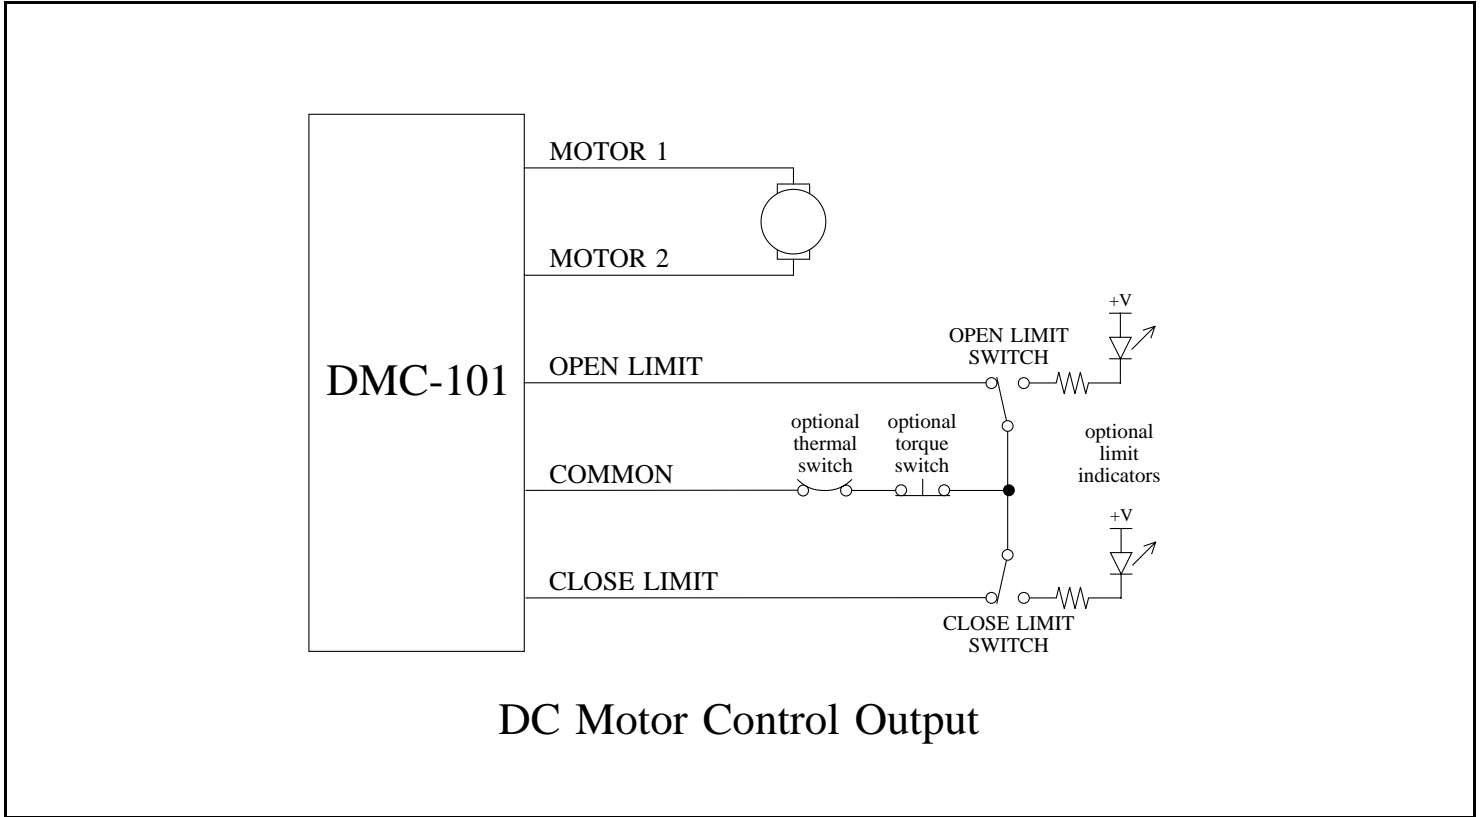 MOTOR 1
MOTOR 2
+V
OPEN LIMIT
SWITCH
OPEN LIMIT
DMC-101
optional
thermal
switch
optional
torque
switch
optional
limit
indicators
COMMON
+V
CLOSE LIMIT
CLOSE LIMIT
SWITCH
DC Motor Control Output